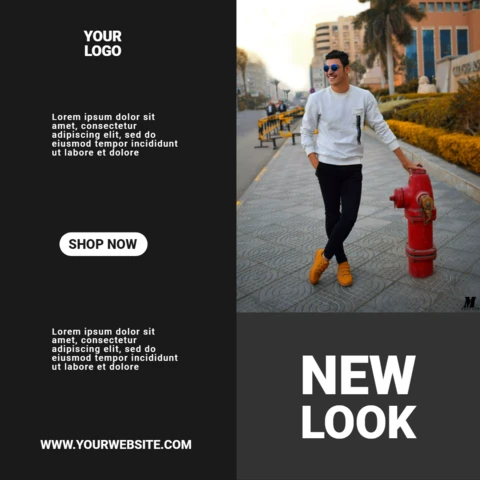 YOUR
LOGO
Lorem ipsum dolor sit
amet, consectetur
adipiscing elit, sed do
eiusmod tempor incididunt
ut labore et dolore
SHOP NOW
Lorem ipsum dolor sit
amet, consectetur
adipiscing elit, sed do
eiusmod tempor incididunt
ut labore et dolore
WWW.YOURWEBSITE.COM
M
NEW
LOOK